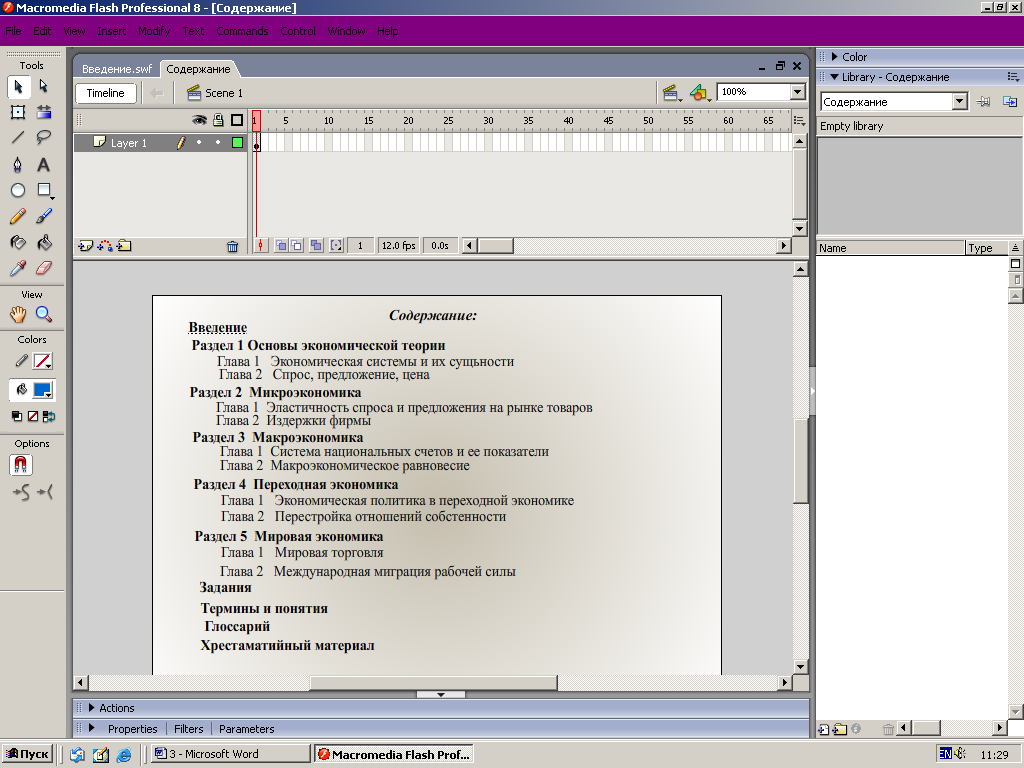 Macromedia Flash Professional 8 - [Содержание]
File Edit View Insert Modify Text Commands Control Window Help
Tools
View
Colors
Options
Введение.swf Содержание
Timeline Scene 1 100%
1 5 10 15 20 25 30 35 40 45 50 55 60 65
Layer 1
1 12.0 fps 0.0s
Содержание:
Введение
Раздел 1 Основы экономической теории
Глава 1 Экономическая системы и их сущьности
Глава 2 Спрос, предложение, цена
Раздел 2 Микроэкономика
Глава 1 Эластичность спроса и предложения на рынке товаров
Глава 2 Издержки фирмы
Раздел 3 Макроэкономика
Глава 1 Система национальных счетов и ее показатели
Глава 2 Макроэкономическое равновесие
Раздел 4 Переходная экономика
Глава 1 Экономическая политика в переходной экономике
Глава 2 Перестройка отношений собстенности
Раздел 5 Мировая экономика
Глава 1 Мировая торговля
Глава 2 Международная миграция рабочей силы
Задания
Термины и понятия
Глоссарий
Хрестаматийный материал
Actions
Properties Filters Parameters
Color
Library - Содержание
Содержание
Empty library
Name Type
Пуск 3 - Microsoft Word Macromedia Flash Prof... EN 11:29